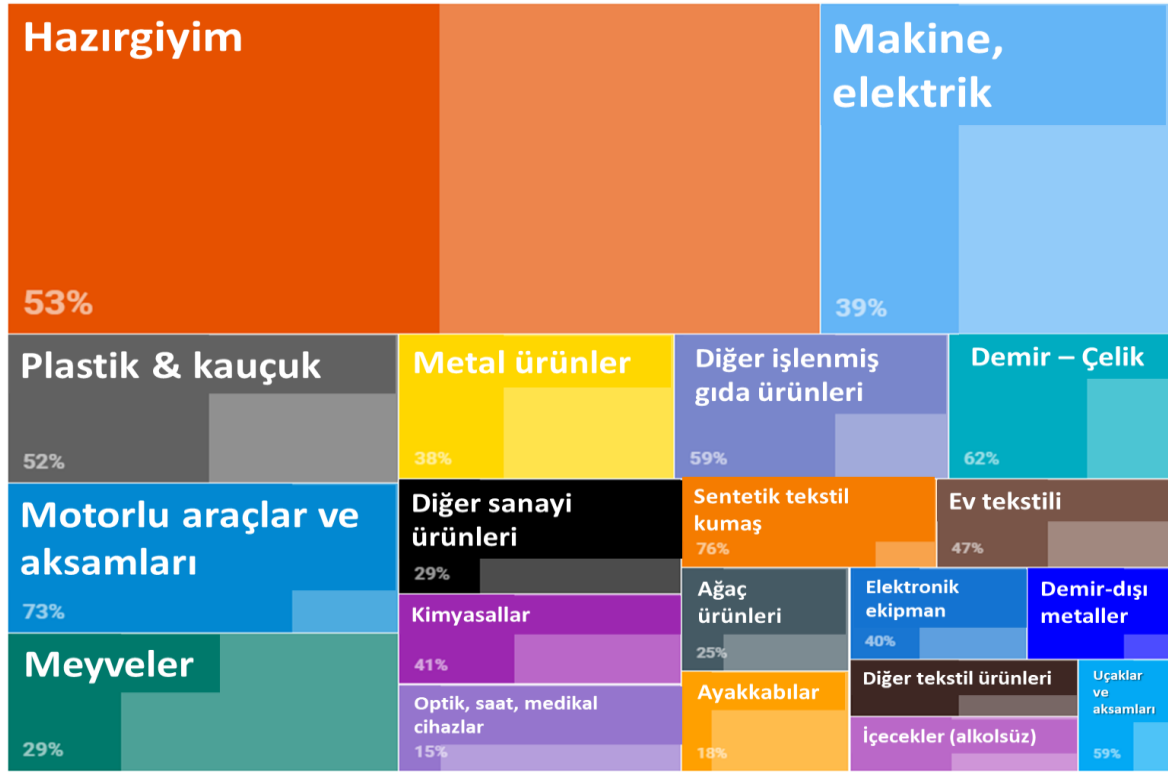 Hazırgiyim
53%
Makine,
elektrik
39%
Plastik & kauçuk
52%
Metal ürünler
38%
Diğer işlenmiş
gıda ürünleri
59%
Demir – Çelik
62%
Motorlu araçlar ve
aksamları
73%
Diğer sanayi
ürünleri
29%
Sentetik tekstil
kumaş
76%
Ev tekstili
47%
Kimyasallar
41%
Ağaç
ürünleri
25%
Elektronik
ekipman
40%
Demir-dışı
metaller
Meyveler
29%
Optik, saat, medikal
cihazlar
15%
Ayakkabılar
18%
Diğer tekstil ürünleri
İçecekler (alkolsüz)
Uçaklar
ve
aksamları
59%